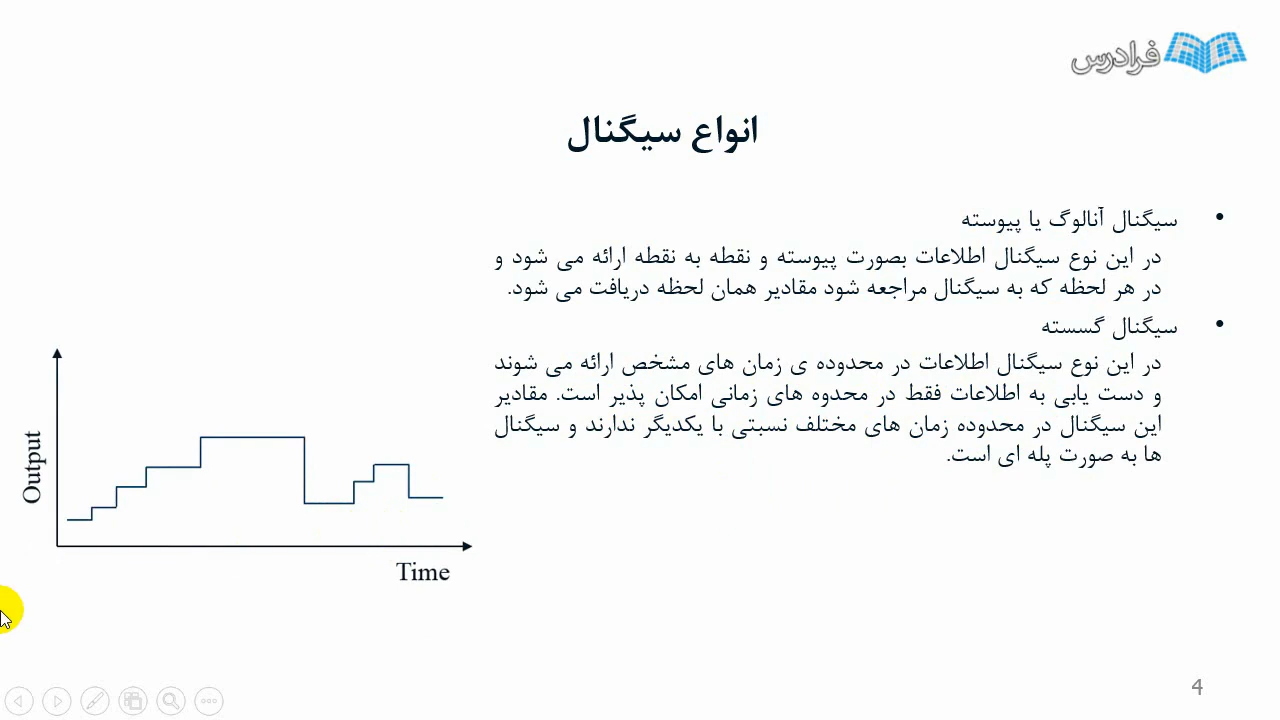 فرادرس
انواع سیگنال
• سیگنال آنالوگ یا پیوسته
در این نوع سیگنال اطلاعات بصورت پیوسته و نقطه به نقطه ارائه می شود و
در هر لحظه که به سیگنال مراجعه شود مقادیر همان لحظه دریافت می شود.
• سیگنال گسسته
در این نوع سیگنال اطلاعات در محدوده ی زمان های مشخص ارائه می شوند
و دست یابی به اطلاعات فقط در محدوه های زمانی امکان پذیر است. مقادیر
این سیگنال در محدوده زمان های مختلف نسبتی با یکدیگر ندارند و سیگنال
ها به صورت پله ای است.
Output
Time
4